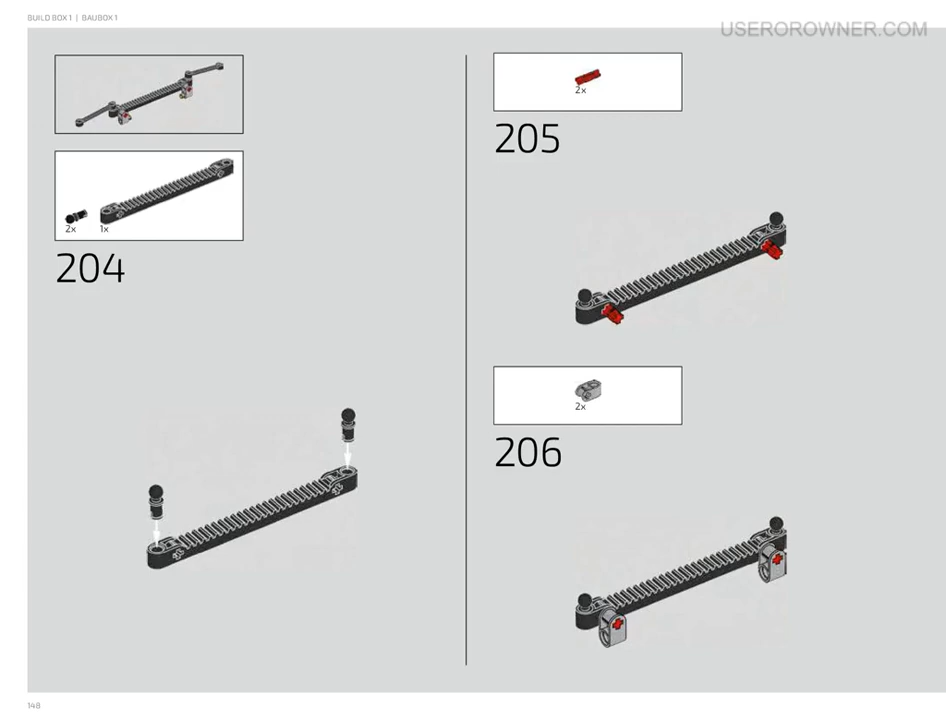 BUILD BOX 1 | BAUBOX 1
USEROROWNER.COM
2x
1x
204
2x
205
2x
206
148